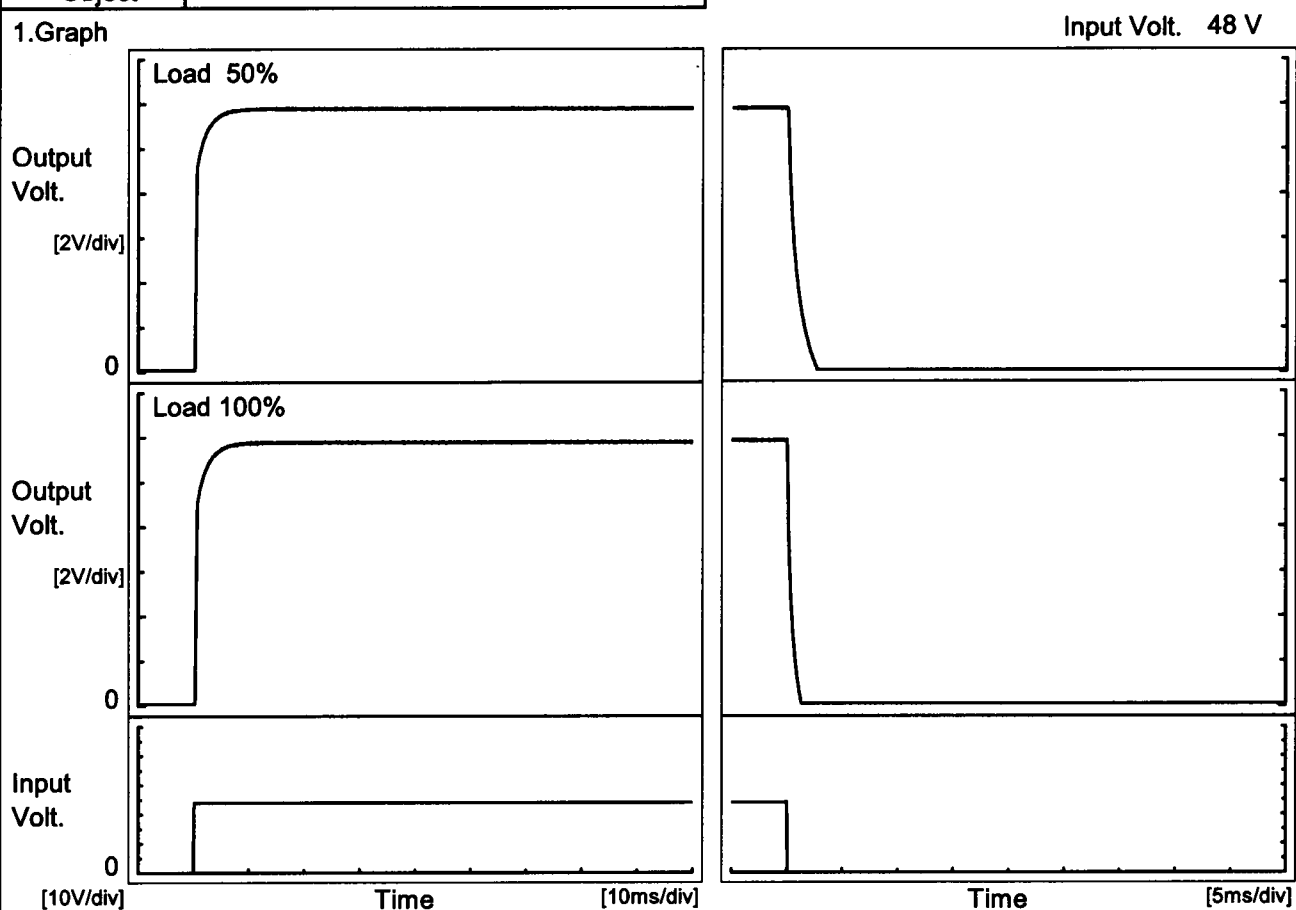 1.Graph
Input Volt. 48 V
Load 50%
Output
Volt.
[2V/div]
0
Load 100%
Output
Volt.
[2V/div]
0
Input
Volt.
0
[10V/div]
Time
[10ms/div]
Time
[5ms/div]